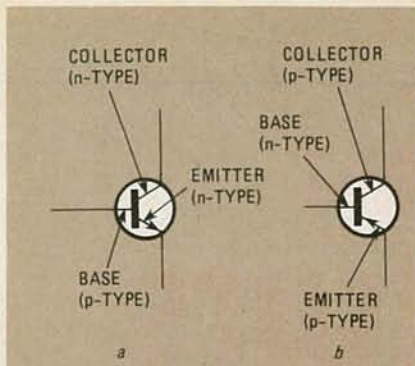 COLLECTOR
(n-TYPE)
EMITTER
(n-TYPE)
BASE
(p-TYPE)
a
COLLECTOR
(p-TYPE)
BASE
(n-TYPE)
EMITTER
(p-TYPE)
b